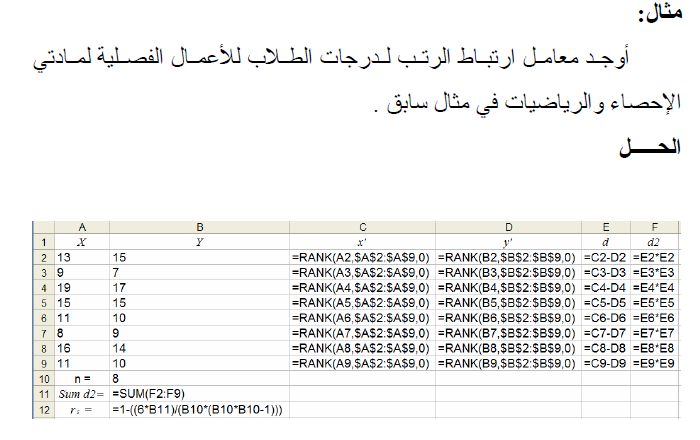 مثال:
أوجد معامل ارتباط الرتب لدرجات الطلاب للأعمال الفصلية لمادتي
الإحصاء والرياضيات في مثال سابق .
الحــــل
A B C D E F
1 X Y x' y' d d2
2 13 15 =RANK(A2,$A$2:$A$9,0) =RANK(B2,$B$2:$B$9,0) =C2-D2 =E2*E2
3 9 7 =RANK(A3,$A$2:$A$9,0) =RANK(B3,$B$2:$B$9,0) =C3-D3 =E3*E3
4 19 17 =RANK(A4,$A$2:$A$9,0) =RANK(B4,$B$2:$B$9,0) =C4-D4 =E4*E4
5 15 15 =RANK(A5,$A$2:$A$9,0) =RANK(B5,$B$2:$B$9,0) =C5-D5 =E5*E5
6 11 10 =RANK(A6,$A$2:$A$9,0) =RANK(B6,$B$2:$B$9,0) =C6-D6 =E6*E6
7 8 9 =RANK(A7,$A$2:$A$9,0) =RANK(B7,$B$2:$B$9,0) =C7-D7 =E7*E7
8 16 14 =RANK(A8,$A$2:$A$9,0) =RANK(B8,$B$2:$B$9,0) =C8-D8 =E8*E8
9 11 10 =RANK(A9,$A$2:$A$9,0) =RANK(B9,$B$2:$B$9,0) =C9-D9 =E9*E9
10 n = 8
11 Sum d2= =SUM(F2:F9)
12 rs = =1-((6*B11)/(B10*(B10*B10-1)))